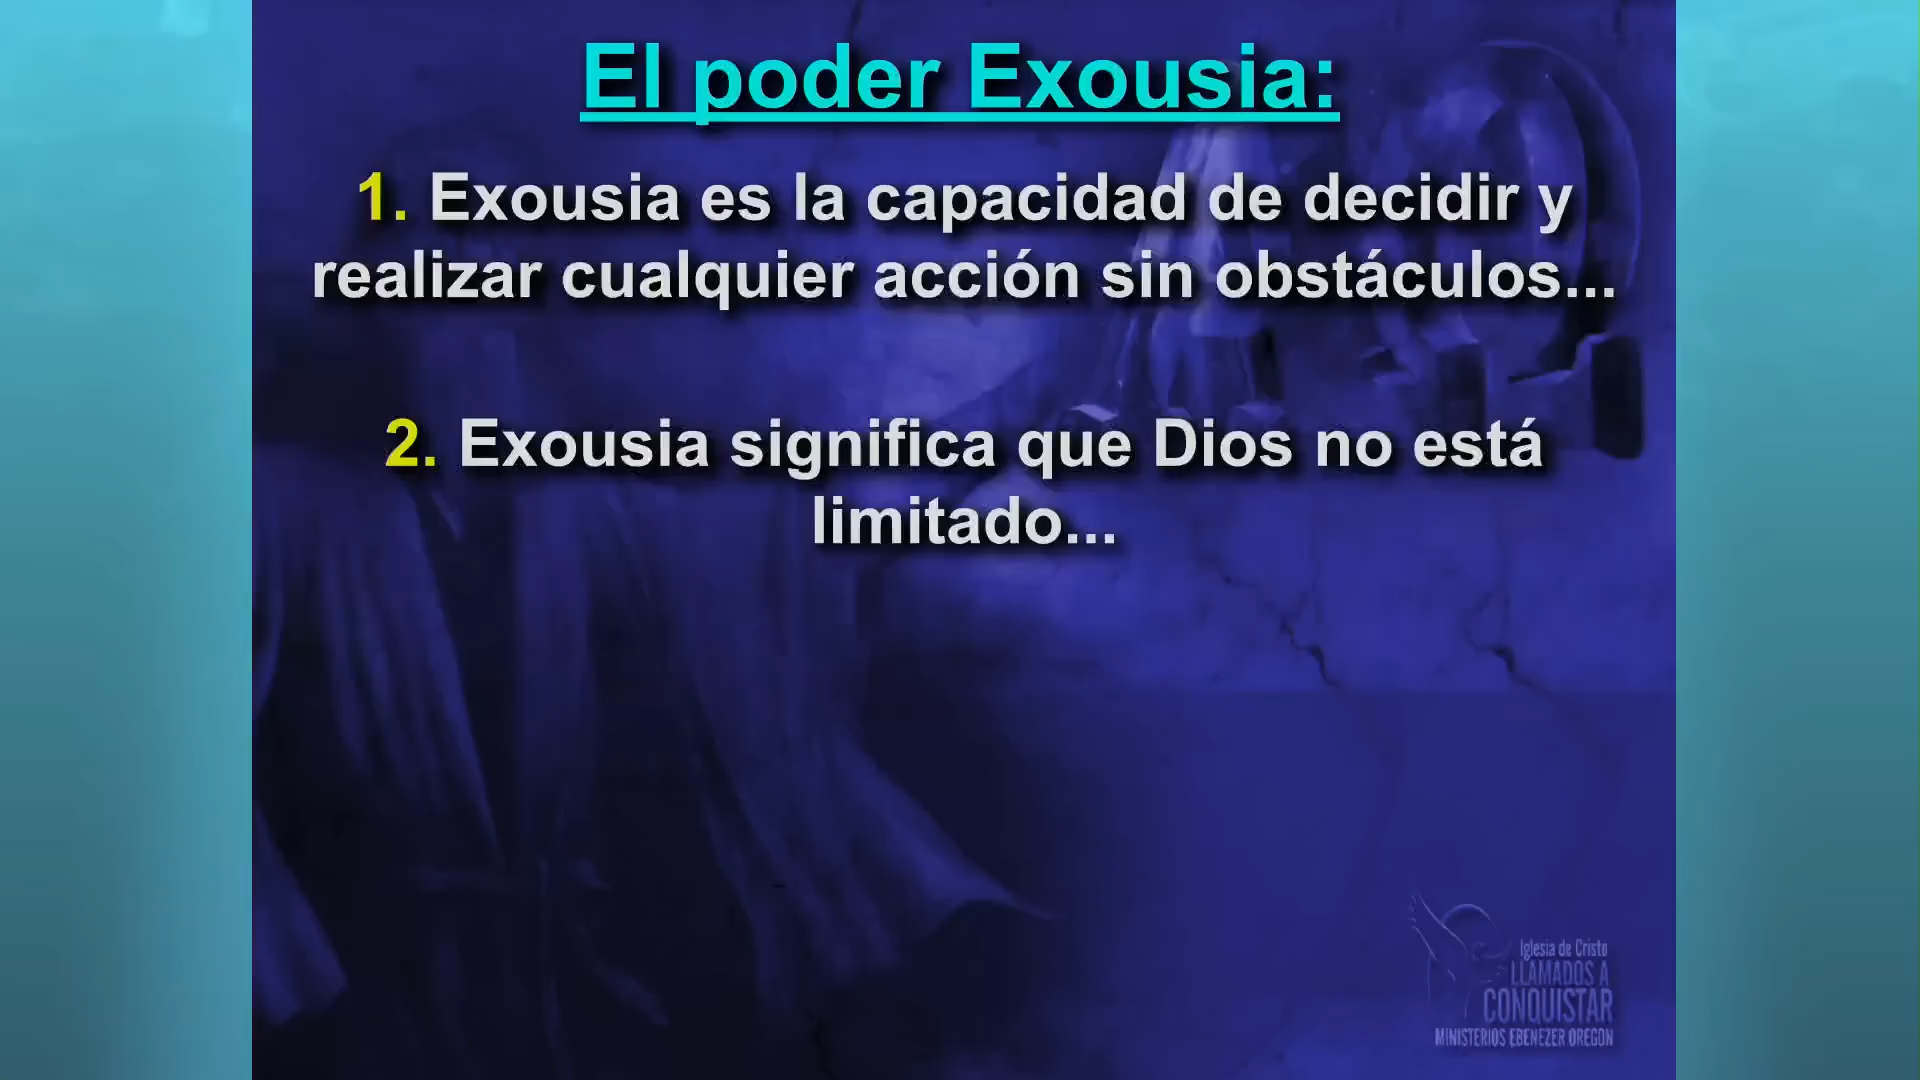 El poder Exousia:
1. Exousia es la capacidad de decidir y
realizar cualquier acción sin obstáculos...
2. Exousia significa que Dios no está
limitado...
Iglesia de Cristo
LLAMADOS A
CONQUISTAR
MINISTERIOS EBENEZER OREGON